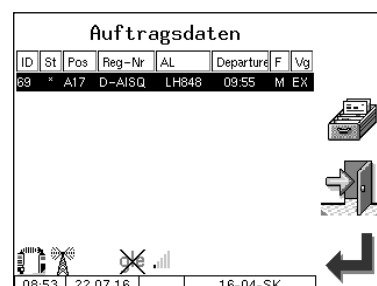 Auftragsdaten
ID St Pos Reg-Nr AL Departure F Vg
69 * A17 D-AISQ LH848 09:55 M EX
gle
08:53 22.07.16 16-04-SK